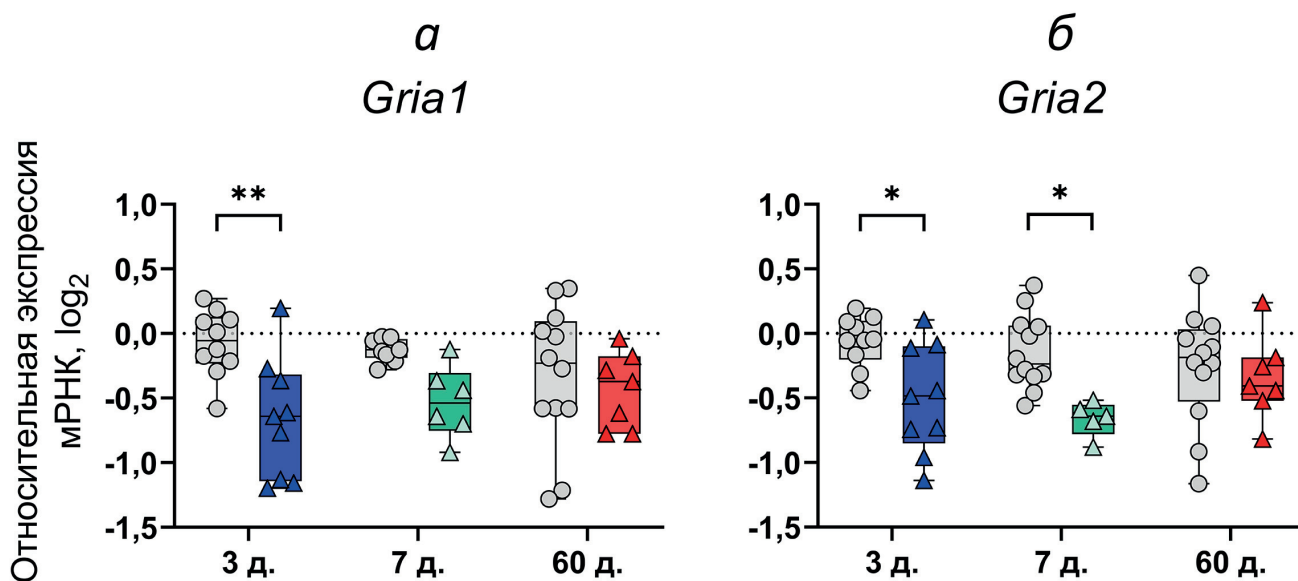 а
Gria1
Относительная экспрессия
мРНК, log2
**
1,0
0,5
0,0
-0,5
-1,0
-1,5
3 д.
7 д.
60 д.
б
Gria2
*
*
1,0
0,5
0,0
-0,5
-1,0
-1,5
3 д.
7 д.
60 д.